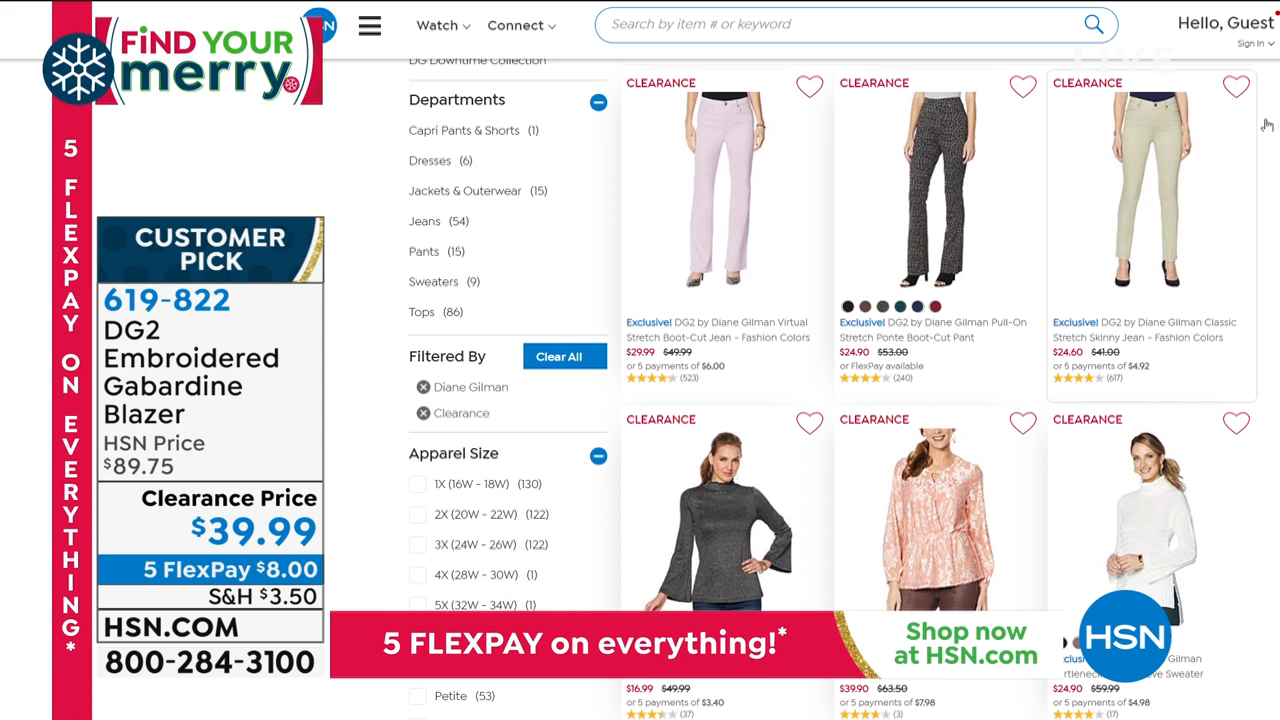 FiND YOUR
merry
5 FLEXPAY ON EVERYTHING*
CUSTOMER
PICK
619-822
DG2
Embroidered
Gabardine
Blazer
HSN Price
$89.75
Clearance Price
$39.99
5 FlexPay $8.00
S&H $3.50
HSN.COM
800-284-3100
Watch
Connect
Search by item # or keyword
Hello, Guest
Sign In
LIVE
DG Downtime Collection
Departments
Capri Pants & Shorts (1)
Dresses (6)
Jackets & Outerwear (15)
Jeans (54)
Pants (15)
Sweaters (9)
Tops (86)
Filtered By
Clear All
Diane Gilman
Clearance
Apparel Size
1X (16W - 18W) (130)
2X (20W - 22W) (122)
3X (24W - 26W) (122)
4X (28W - 30W) (1)
5X (32W - 34W) (1)
Petite (53)
CLEARANCE
Exclusive! DG2 by Diane Gilman Virtual
Stretch Boot-Cut Jean - Fashion Colors
$29.99 $49.99
or 5 payments of $6.00
(523)
CLEARANCE
Exclusive! DG2 by Diane Gilman Pull-On
Stretch Ponte Boot-Cut Pant
$24.90 $53.00
or FlexPay available
(240)
CLEARANCE
Exclusive! DG2 by Diane Gilman Classic
Stretch Skinny Jean - Fashion Colors
$24.60 $41.00
or 5 payments of $4.92
(617)
CLEARANCE
$16.99 $49.99
or 5 payments of $3.40
(37)
CLEARANCE
$39.90 $63.50
or 5 payments of $7.98
(3)
CLEARANCE
Gilman
Sweater
$24.90 $59.99
or 5 payments of $4.98
(17)
5 FLEXPAY on everything!*
Shop now
at HSN.com
HSN